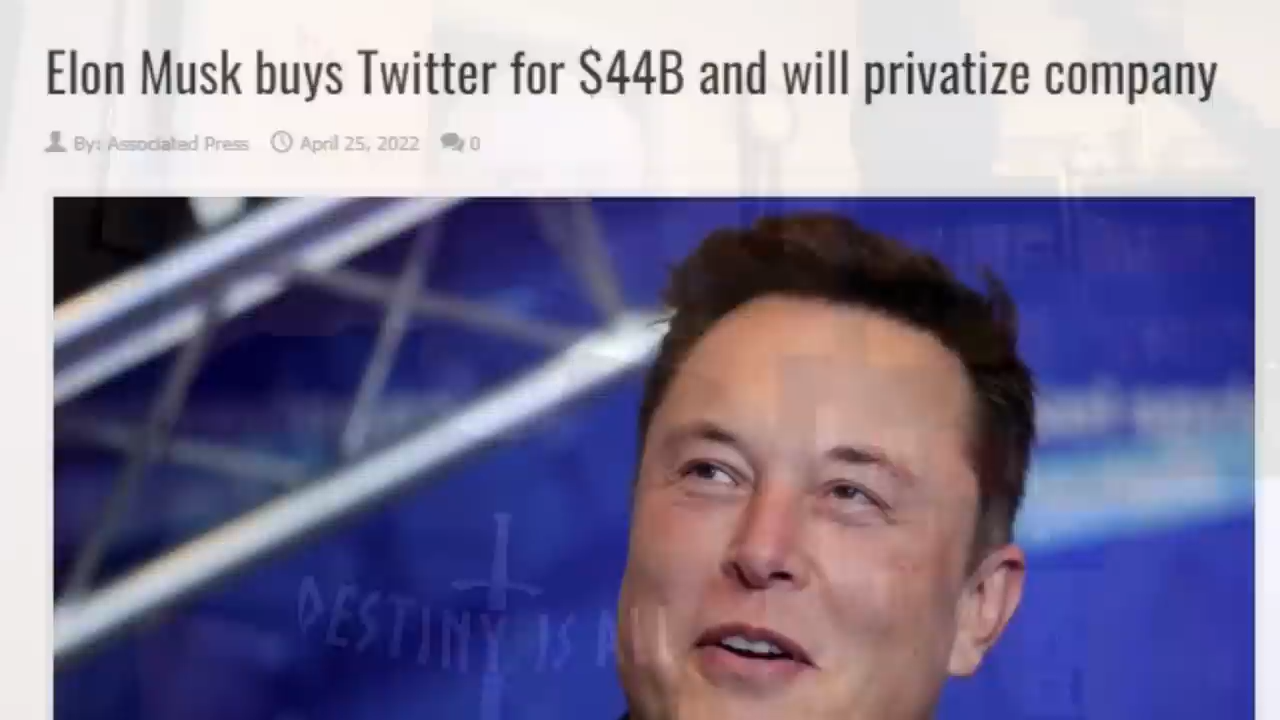 Elon Musk buys Twitter for $44B and will privatize company
By: Associated Press April 25, 2022 0
DESTINY IS ALL